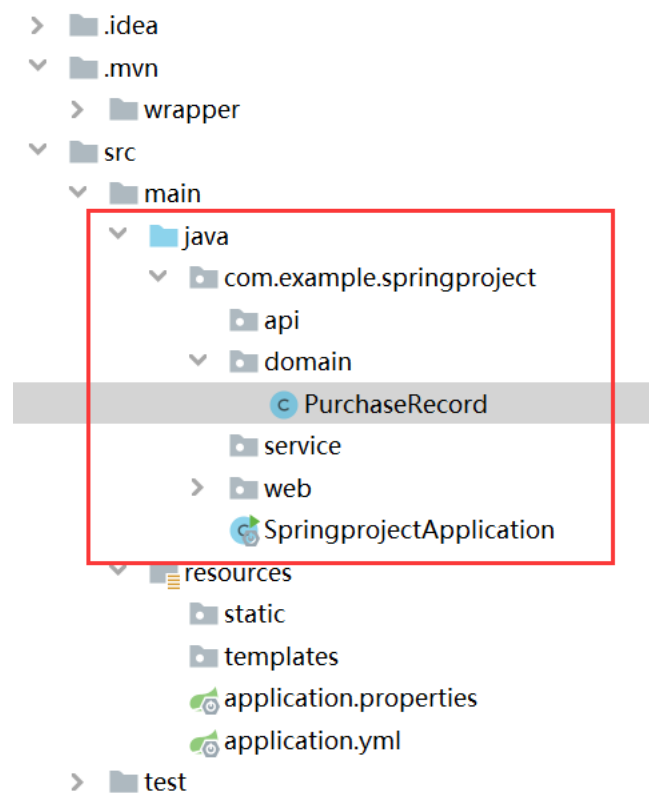 .idea
.mvn
wrapper
src
main
java
com.example.springproject
api
domain
PurchaseRecord
service
web
SpringprojectApplication
resources
static
templates
application.properties
application.yml
test